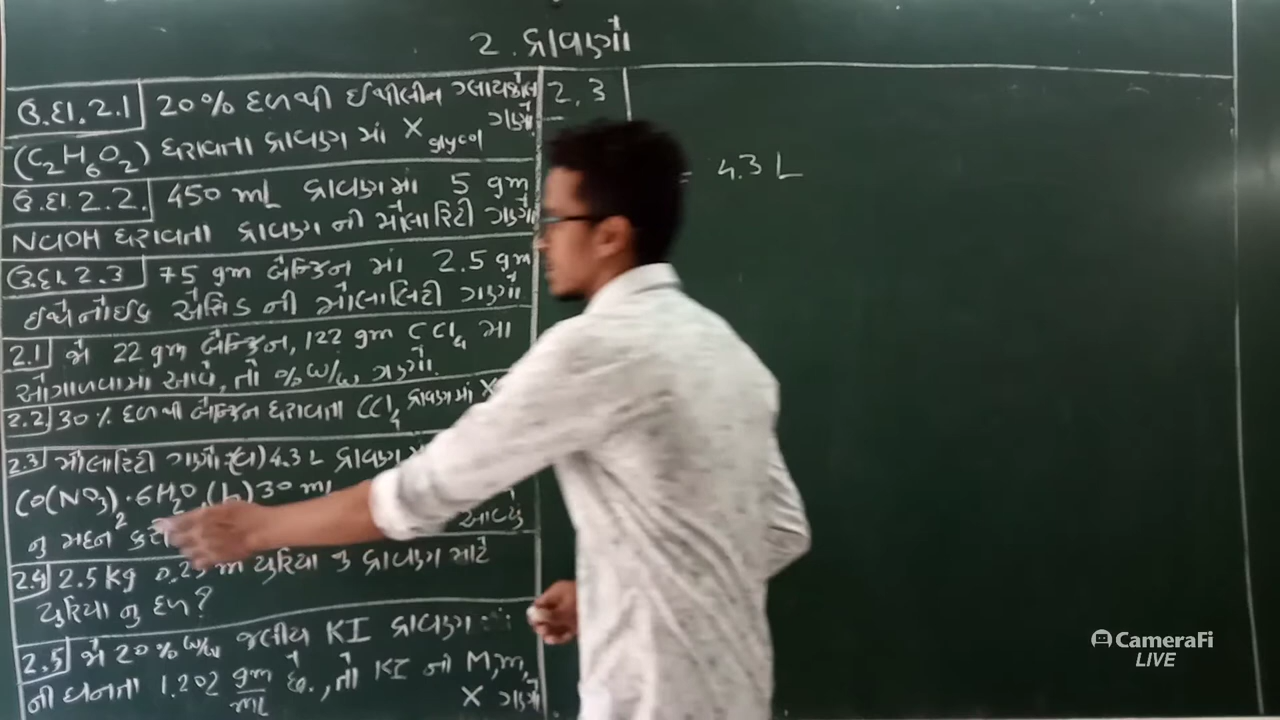 2. દ્રાવણો
ઉ.દા.2.1 20% દળથી ઈથીલીન ગ્લાયકોલ
(C₂H₆O₂) ધરાવતા દ્રાવણ માં X glycol ગણો
ઉ.દા.2.2. 450 mL દ્રાવણમાં 5 gm
NaOH ધરાવતા દ્રાવણ ની મોલારિટી ગણો
ઉ.દા.2.3 75 gm બેન્ઝિન માં 2.5 gm
ઈથેનોઈક એસિડ ની મોલાલિટી ગણો
2.1 જો 22 gm બેન્ઝિન, 122 gm CCl₄ મા
ઓગાળવામાં આવે, તો % w/w ગણો.
2.2 30% દળથી બેન્ઝિન ધરાવતા CCl₄ દ્રાવણમાં X
2.3 મોલારિટી ગણો (a) 4.3 L દ્રાવણ
Co(NO₃)₂·6H₂O (b) 30 ml
નુ મંદન
આવ્યુ
2.4 2.5 kg 0.25 m યુરિયા નુ દ્રાવણ માટે
યુરિયા નુ દળ?
2.5 જો 20% w/w જલીય KI દ્રાવણ
ની ઘનતા 1.202 gm/mL છે., તો KI ની M, m,
X ગણો
2.3
= 4.3 L
CameraFi
LIVE